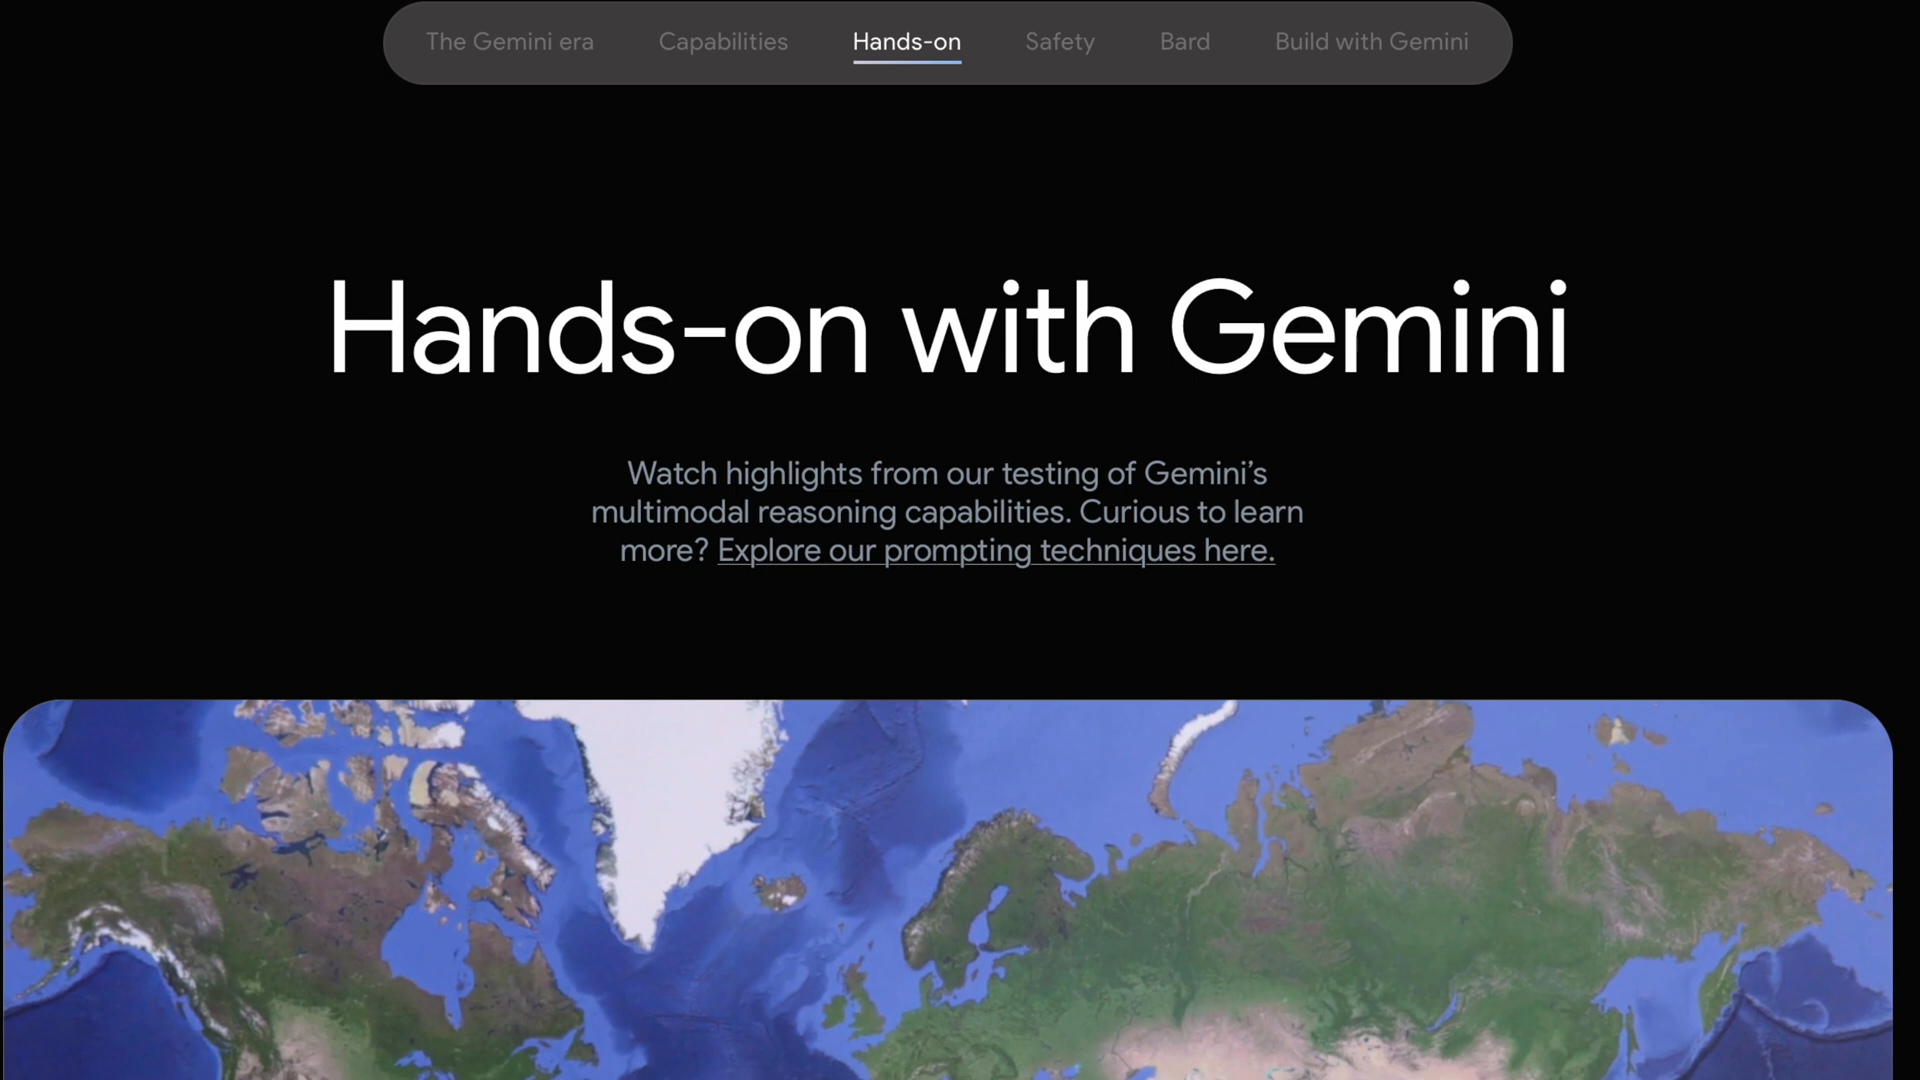 The Gemini era Capabilities Hands-on Safety Bard Build with Gemini
Hands-on with Gemini
Watch highlights from our testing of Gemini’s
multimodal reasoning capabilities. Curious to learn
more? Explore our prompting techniques here.